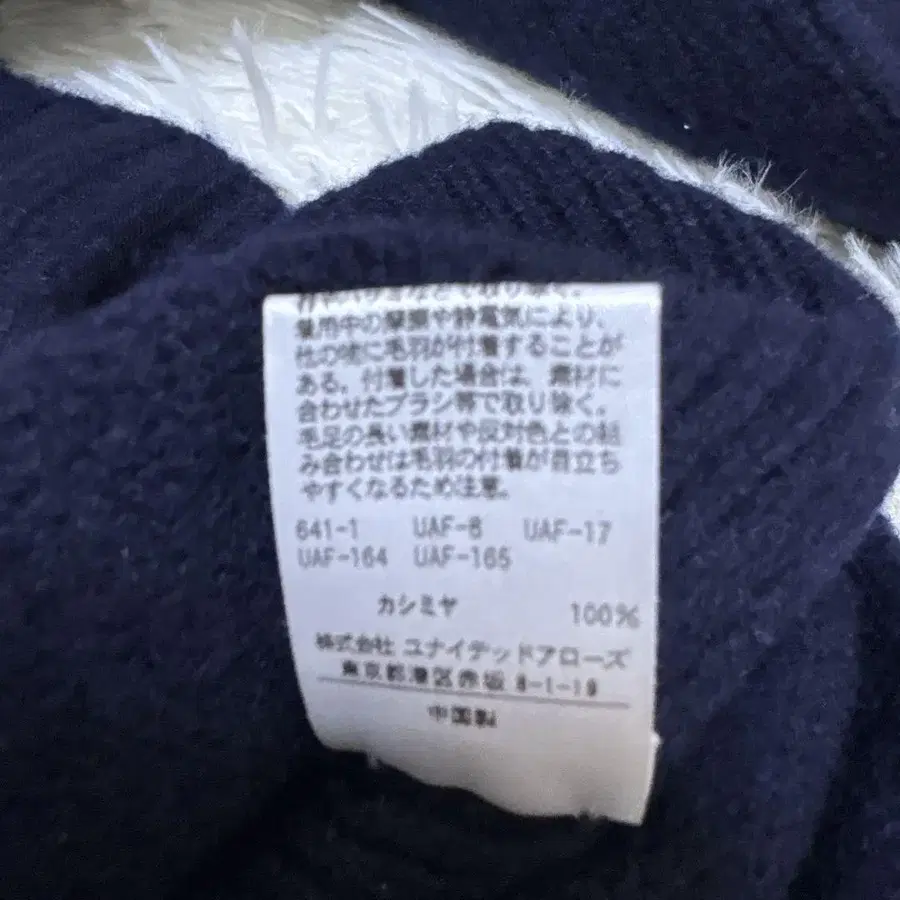 着用中の摩擦や静電気により、
他の物に毛羽が付着することが
ある。付着した場合は、素材に
合わせたブラシ等で取り除く。
毛足の長い素材や反対色との組
み合わせは毛羽の付着が目立ち
やすくなるため注意。
641-1 UAF-6 UAF-17
UAF-164 UAF-165
カシミヤ 100%
株式会社 ユナイテッドアローズ
東京都港区赤坂 8-1-19
中国製